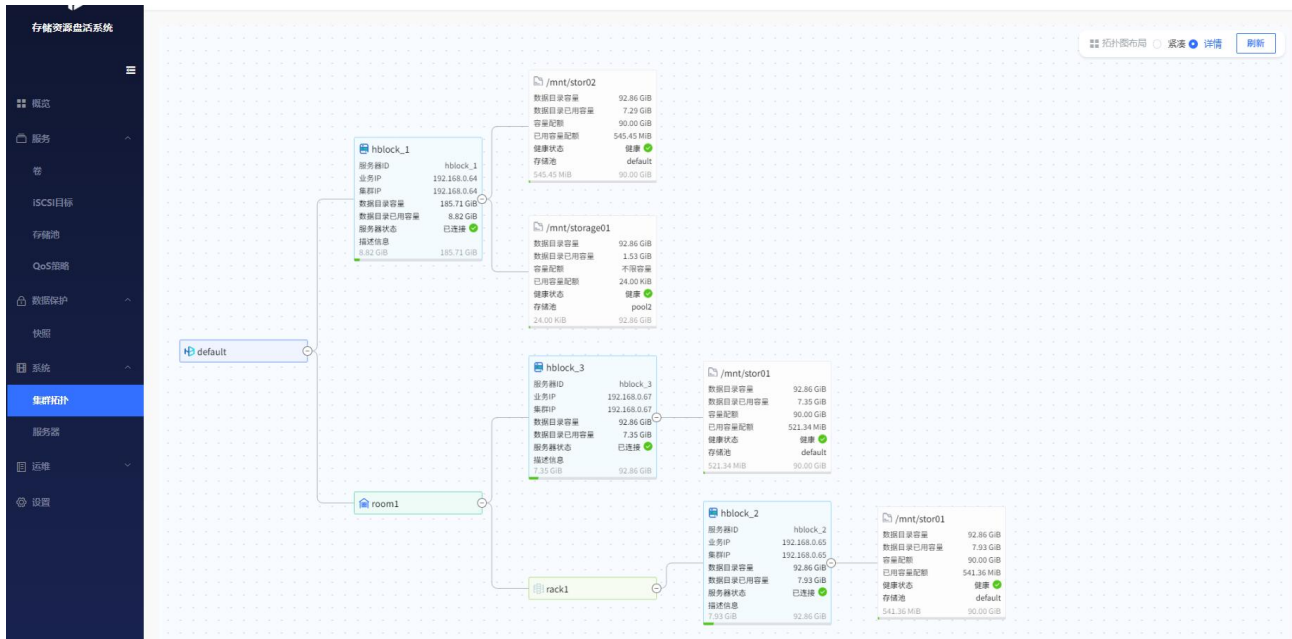 存储资源盘活系统
概览
服务
卷
iSCSI目标
存储池
QoS策略
数据保护
快照
系统
集群拓扑
服务器
运维
设置
拓扑图布局 紧凑 详情 刷新
default
hblock_1
服务器ID hblock_1
业务IP 192.168.0.64
集群IP 192.168.0.64
数据目录容量 185.71 GiB
数据目录已用容量 8.82 GiB
服务器状态 已连接
描述信息
8.82 GiB 185.71 GiB
/mnt/stor02
数据目录容量 92.86 GiB
数据目录已用容量 7.29 GiB
容量配额 90.00 GiB
已用容量配额 545.45 MiB
健康状态 健康
存储池 default
545.45 MiB 90.00 GiB
/mnt/storage01
数据目录容量 92.86 GiB
数据目录已用容量 1.53 GiB
容量配额 不限容量
已用容量配额 24.00 KiB
健康状态 健康
存储池 pool2
24.00 KiB 92.86 GiB
room1
hblock_3
服务器ID hblock_3
业务IP 192.168.0.67
集群IP 192.168.0.67
数据目录容量 92.86 GiB
数据目录已用容量 7.35 GiB
服务器状态 已连接
描述信息
7.35 GiB 92.86 GiB
/mnt/stor01
数据目录容量 92.86 GiB
数据目录已用容量 7.35 GiB
容量配额 90.00 GiB
已用容量配额 521.34 MiB
健康状态 健康
存储池 default
521.34 MiB 90.00 GiB
rack1
hblock_2
服务器ID hblock_2
业务IP 192.168.0.65
集群IP 192.168.0.65
数据目录容量 92.86 GiB
数据目录已用容量 7.93 GiB
服务器状态 已连接
描述信息
7.93 GiB 92.86 GiB
/mnt/stor01
数据目录容量 92.86 GiB
数据目录已用容量 7.93 GiB
容量配额 90.00 GiB
已用容量配额 541.36 MiB
健康状态 健康
存储池 default
541.36 MiB 90.00 GiB